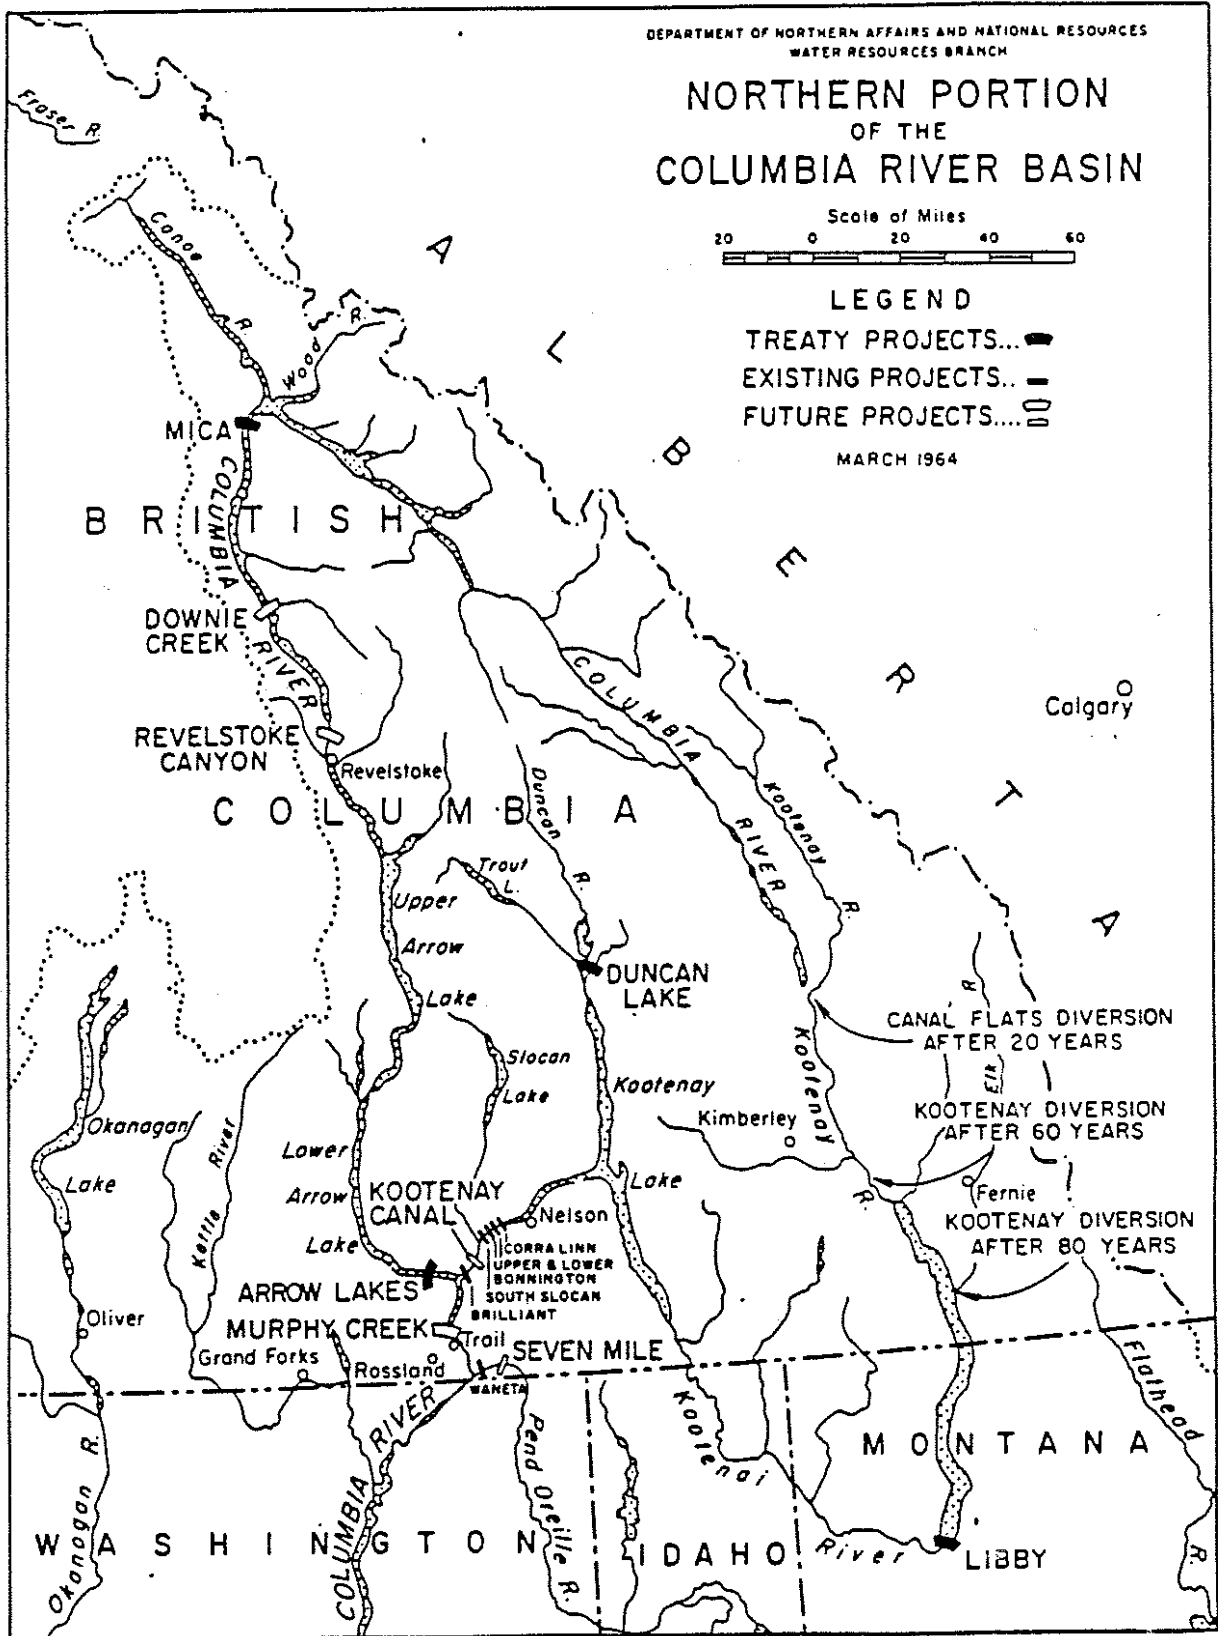 DEPARTMENT OF NORTHERN AFFAIRS AND NATIONAL RESOURCES
WATER RESOURCES BRANCH
NORTHERN PORTION
OF THE
COLUMBIA RIVER BASIN
Scale of Miles
20 0 20 40 60
LEGEND
TREATY PROJECTS...
EXISTING PROJECTS..
FUTURE PROJECTS....
MARCH 1964
Fraser R.
Canoe R.
Wood R.
ALBERTA
MICA
COLUMBIA RIVER
BRITISH
COLUMBIA
DOWNIE
CREEK
REVELSTOKE
CANYON
Revelstoke
COLUMBIA RIVER
Calgary
Kootenay R.
Duncan R.
Trout
L.
Upper
Arrow
Lake
DUNCAN
LAKE
CANAL FLATS DIVERSION
AFTER 20 YEARS
Elk R
Slocan
Lake
Kootenay
Lake
Kootenay R.
Kimberley
KOOTENAY DIVERSION
AFTER 60 YEARS
Fernie
KOOTENAY DIVERSION
AFTER 80 YEARS
Okanagan
Lake
Kettle River
Lower
Arrow
Lake
KOOTENAY
CANAL
Nelson
CORRA LINN
UPPER & LOWER
BONNINGTON
SOUTH SLOCAN
BRILLIANT
ARROW LAKES
MURPHY CREEK
Trail
SEVEN MILE
Oliver
Grand Forks
Rossland
WANETA
COLUMBIA RIVER
Pend Oreille R.
Kootenai River
Flathead R.
MONTANA
Okanogan R.
WASHINGTON
IDAHO
LIBBY